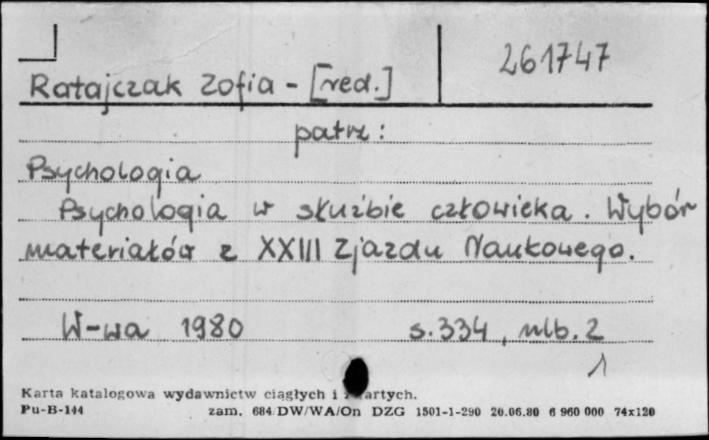 261747
Ratajczak Zofia - [red.]
patrz:
Psychologia
Psychologia w służbie człowieka. Wybór
materiałów z XXIII Zjazdu Naukowego.
W-wa 1980 s. 334, nlb. 2
1
Karta katalogowa wydawnictw ciągłych i zwartych.
Pu-B-144 zam. 684/DW/WA/On DZG 1501-1-290 20.06.80 6 960 000 74x120